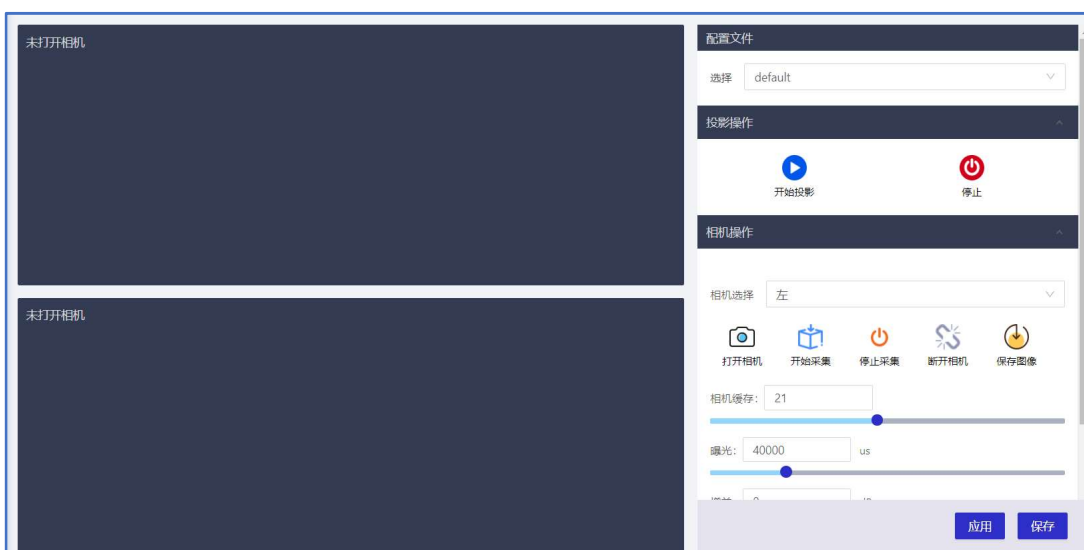 未打开相机
未打开相机
配置文件
选择 default
投影操作
开始投影 停止
相机操作
相机选择 左
打开相机 开始采集 停止采集 断开相机 保存图像
相机缓存: 21
曝光: 40000 us
应用 保存